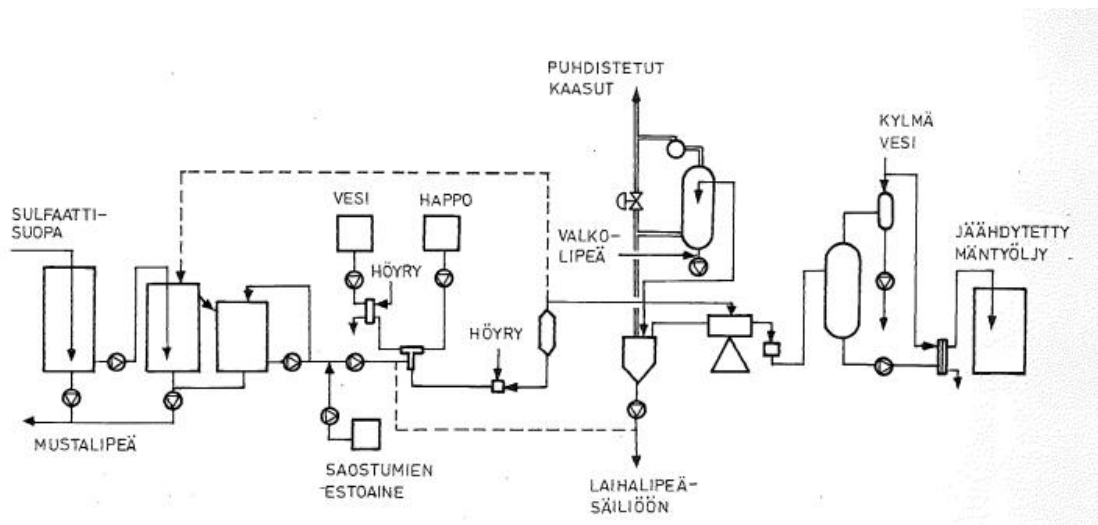 PUHDISTETUT
KAASUT
KYLMÄ
VESI
VESI
HAPPO
SULFAATTI-
SUOPA
VALKO-
LIPEÄ
JÄÄHDYTETTY
MÄNTYÖLJY
HÖYRY
HÖYRY
MUSTALIPEÄ
SAOSTUMIEN
ESTOAINE
LAIHALIPEÄ-
SÄILIÖÖN